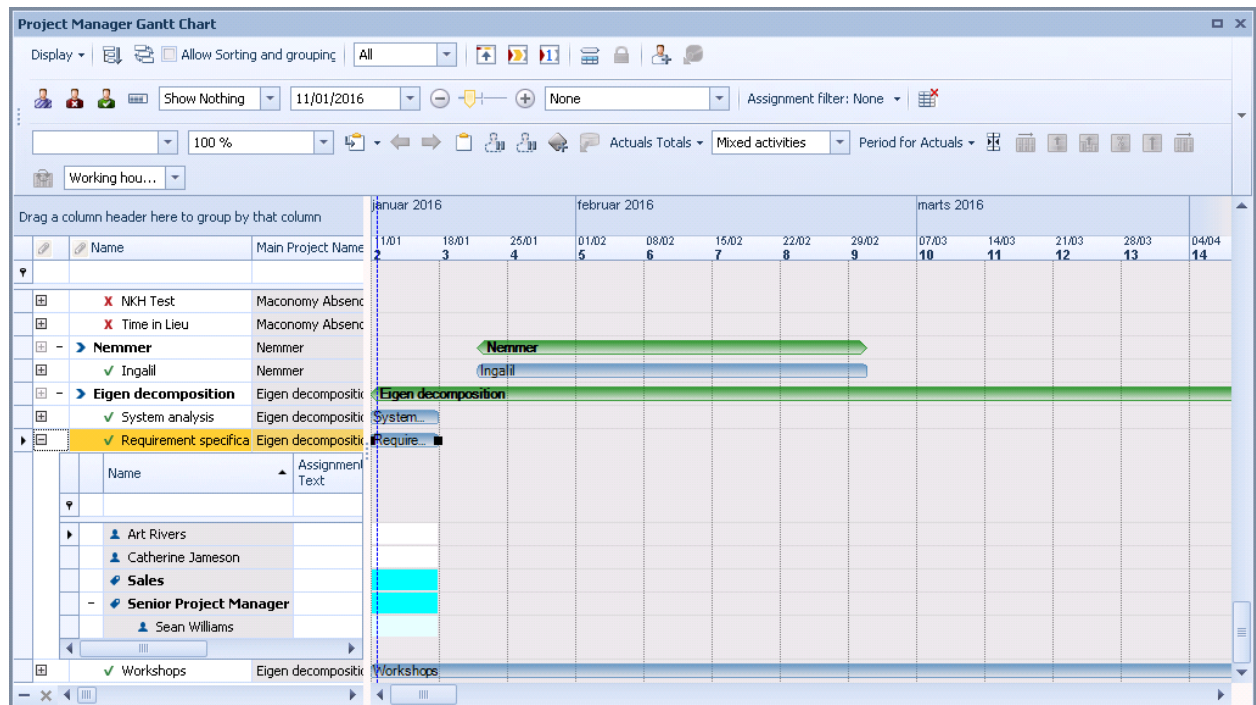 Project Manager Gantt Chart
Display Allow Sorting and grouping All
Show Nothing 11/01/2016 None Assignment filter: None
100 % Actuals Totals Mixed activities Period for Actuals
Working hou...
Drag a column header here to group by that column
januar 2016 februar 2016 marts 2016
Name Main Project Name
11/01 18/01 25/01 01/02 08/02 15/02 22/02 29/02 07/03 14/03 21/03 28/03 04/04
2 3 4 5 6 7 8 9 10 11 12 13 14
NKH Test Maconomy Absenc
Time in Lieu Maconomy Absenc
Nemmer Nemmer Nemmer
Ingalil Nemmer Ingalil
Eigen decomposition Eigen decompositic Eigen decomposition
System analysis Eigen decompositic System...
Requirement specifica Eigen decompositic Require...
Name Assignment
Text
Art Rivers
Catherine Jameson
Sales
Senior Project Manager
Sean Williams
Workshops Eigen decompositic Workshops